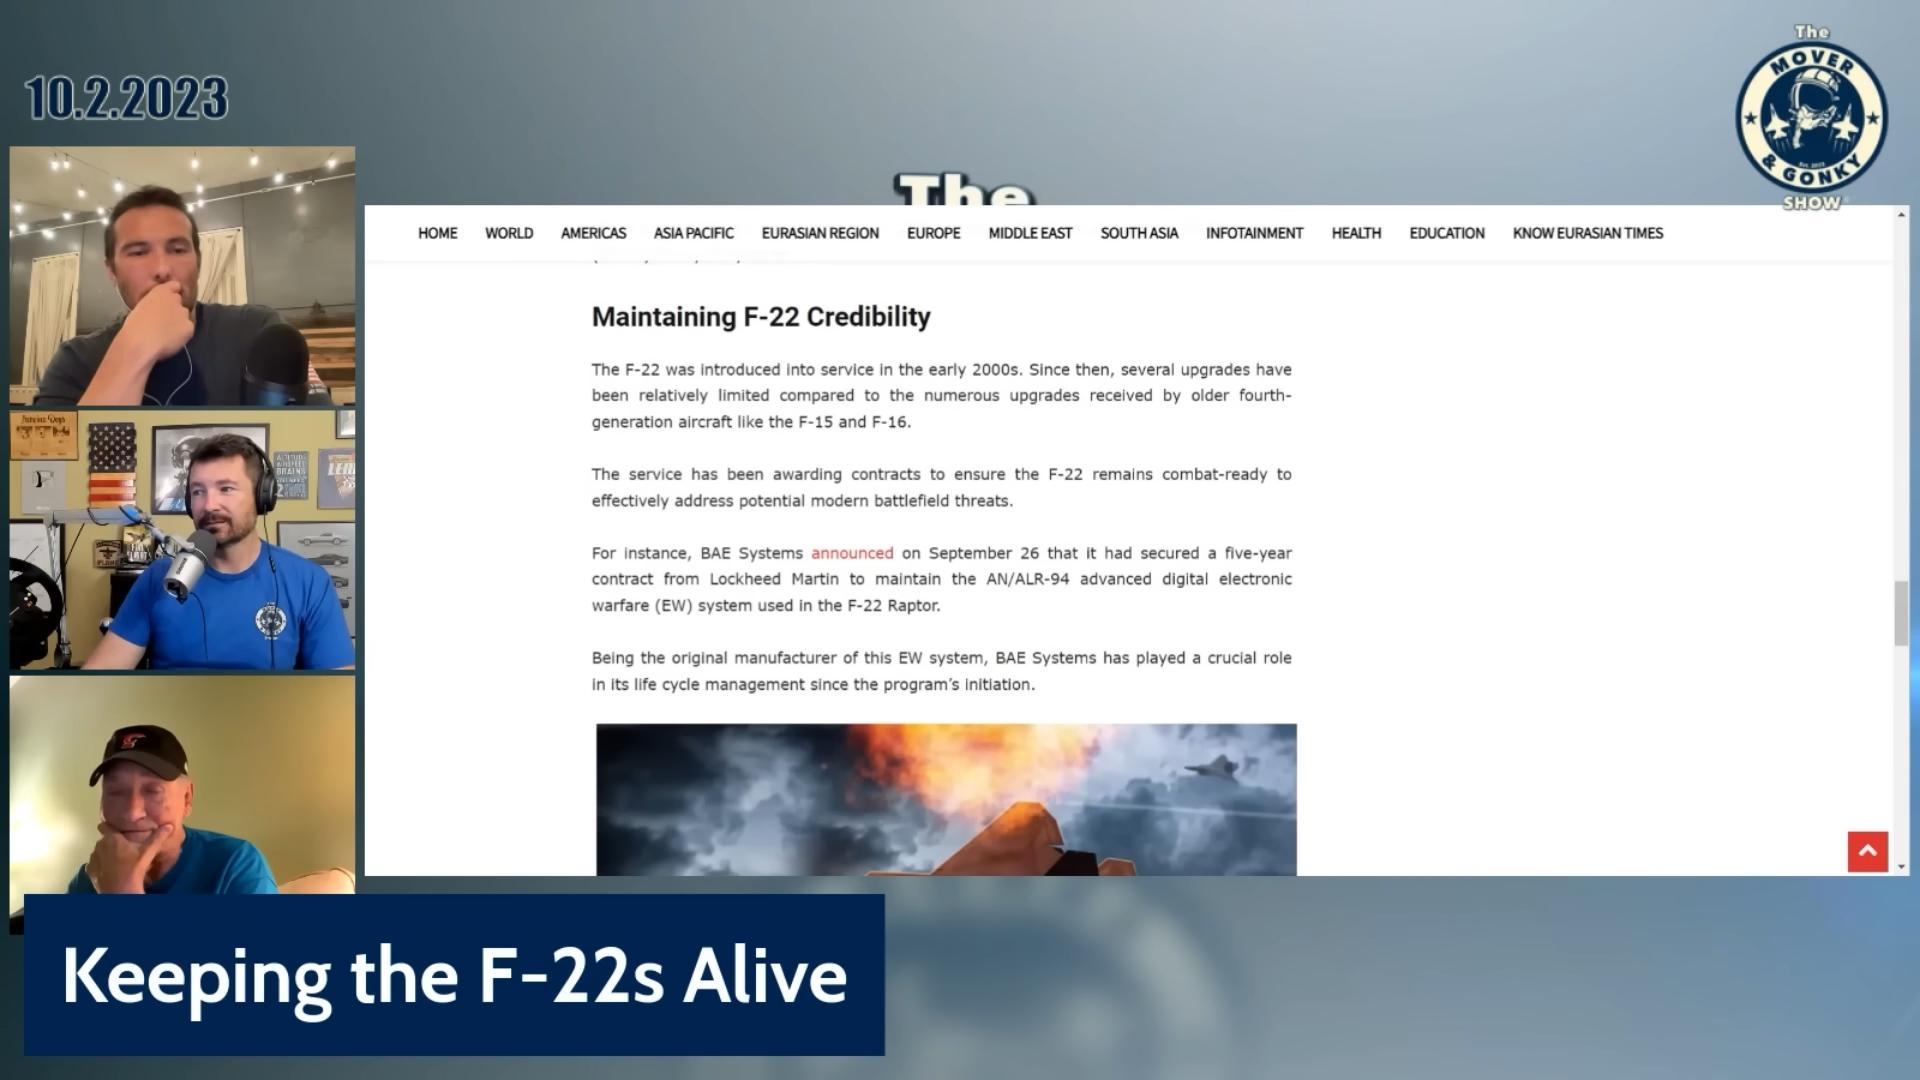 10.2.2023
The
MOVER
& GONKY
SHOW
The
HOME WORLD AMERICAS ASIA PACIFIC EURASIAN REGION EUROPE MIDDLE EAST SOUTH ASIA INFOTAINMENT HEALTH EDUCATION KNOW EURASIAN TIMES
Maintaining F-22 Credibility
The F-22 was introduced into service in the early 2000s. Since then, several upgrades have
been relatively limited compared to the numerous upgrades received by older fourth-
generation aircraft like the F-15 and F-16.
The service has been awarding contracts to ensure the F-22 remains combat-ready to
effectively address potential modern battlefield threats.
For instance, BAE Systems announced on September 26 that it had secured a five-year
contract from Lockheed Martin to maintain the AN/ALR-94 advanced digital electronic
warfare (EW) system used in the F-22 Raptor.
Being the original manufacturer of this EW system, BAE Systems has played a crucial role
in its life cycle management since the program's initiation.
Keeping the F-22s Alive